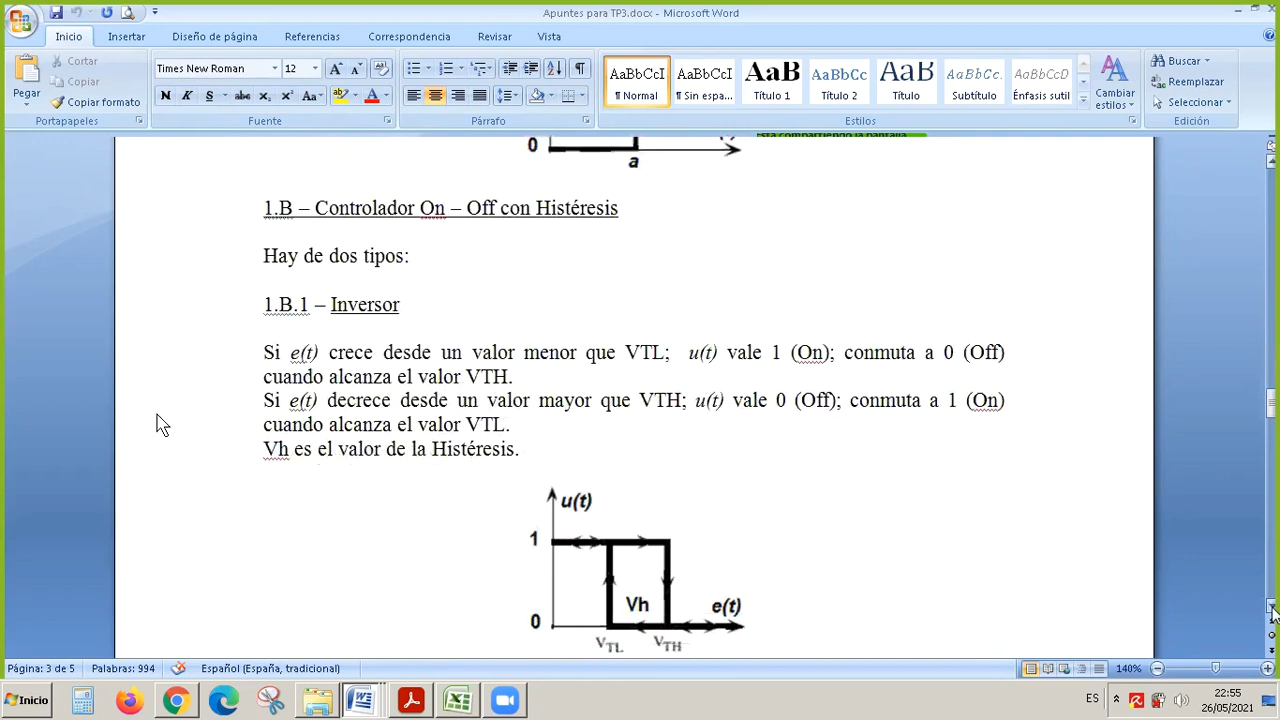 Apuntes para TP3.docx - Microsoft Word
Inicio Insertar Diseño de página Referencias Correspondencia Revisar Vista
Pegar
Cortar
Copiar
Copiar formato
Portapapeles
Times New Roman 12
N K S abc x₂ x² Aa ab A
Fuente
Párrafo
AaBbCcI AaBbCcI AaB AaBbCc AaB AaBbCc. AaBbCcD
¶ Normal ¶ Sin espa... Título 1 Título 2 Título Subtítulo Énfasis sutil
Cambiar estilos
Estilos
Buscar
Reemplazar
Seleccionar
Edición
0
a
1.B – Controlador On – Off con Histéresis
Hay de dos tipos:
1.B.1 – Inversor
Si e(t) crece desde un valor menor que VTL; u(t) vale 1 (On); conmuta a 0 (Off)
cuando alcanza el valor VTH.
Si e(t) decrece desde un valor mayor que VTH; u(t) vale 0 (Off); conmuta a 1 (On)
cuando alcanza el valor VTL.
Vh es el valor de la Histéresis.
u(t)
1
Vh e(t)
0
VTL VTH
Página: 3 de 5 Palabras: 994 Español (España, tradicional) 140%
Inicio ES 22:55
26/05/2021